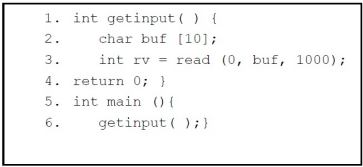 1. int getinput( ) {
2. char buf [10];
3. int rv = read (0, buf, 1000);
4. return 0; }
5. int main (){
6. getinput( );}